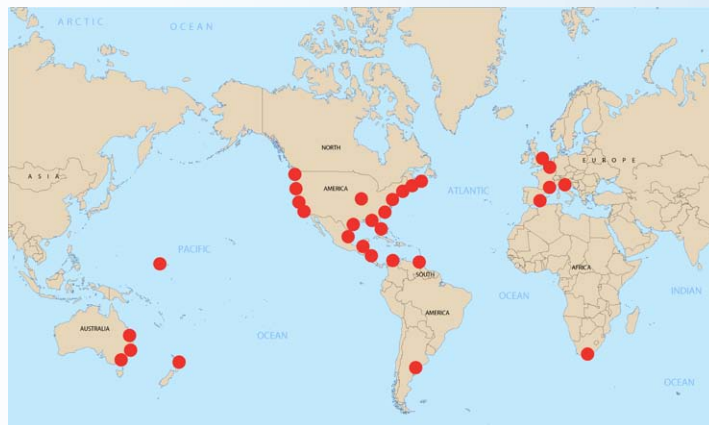 ARCTIC
OCEAN
NORTH
ASIA
AMERICA
ATLANTIC
EUROPE
PACIFIC
AFRICA
SOUTH
INDIAN
OCEAN
AMERICA
AUSTRALIA
OCEAN
OCEAN